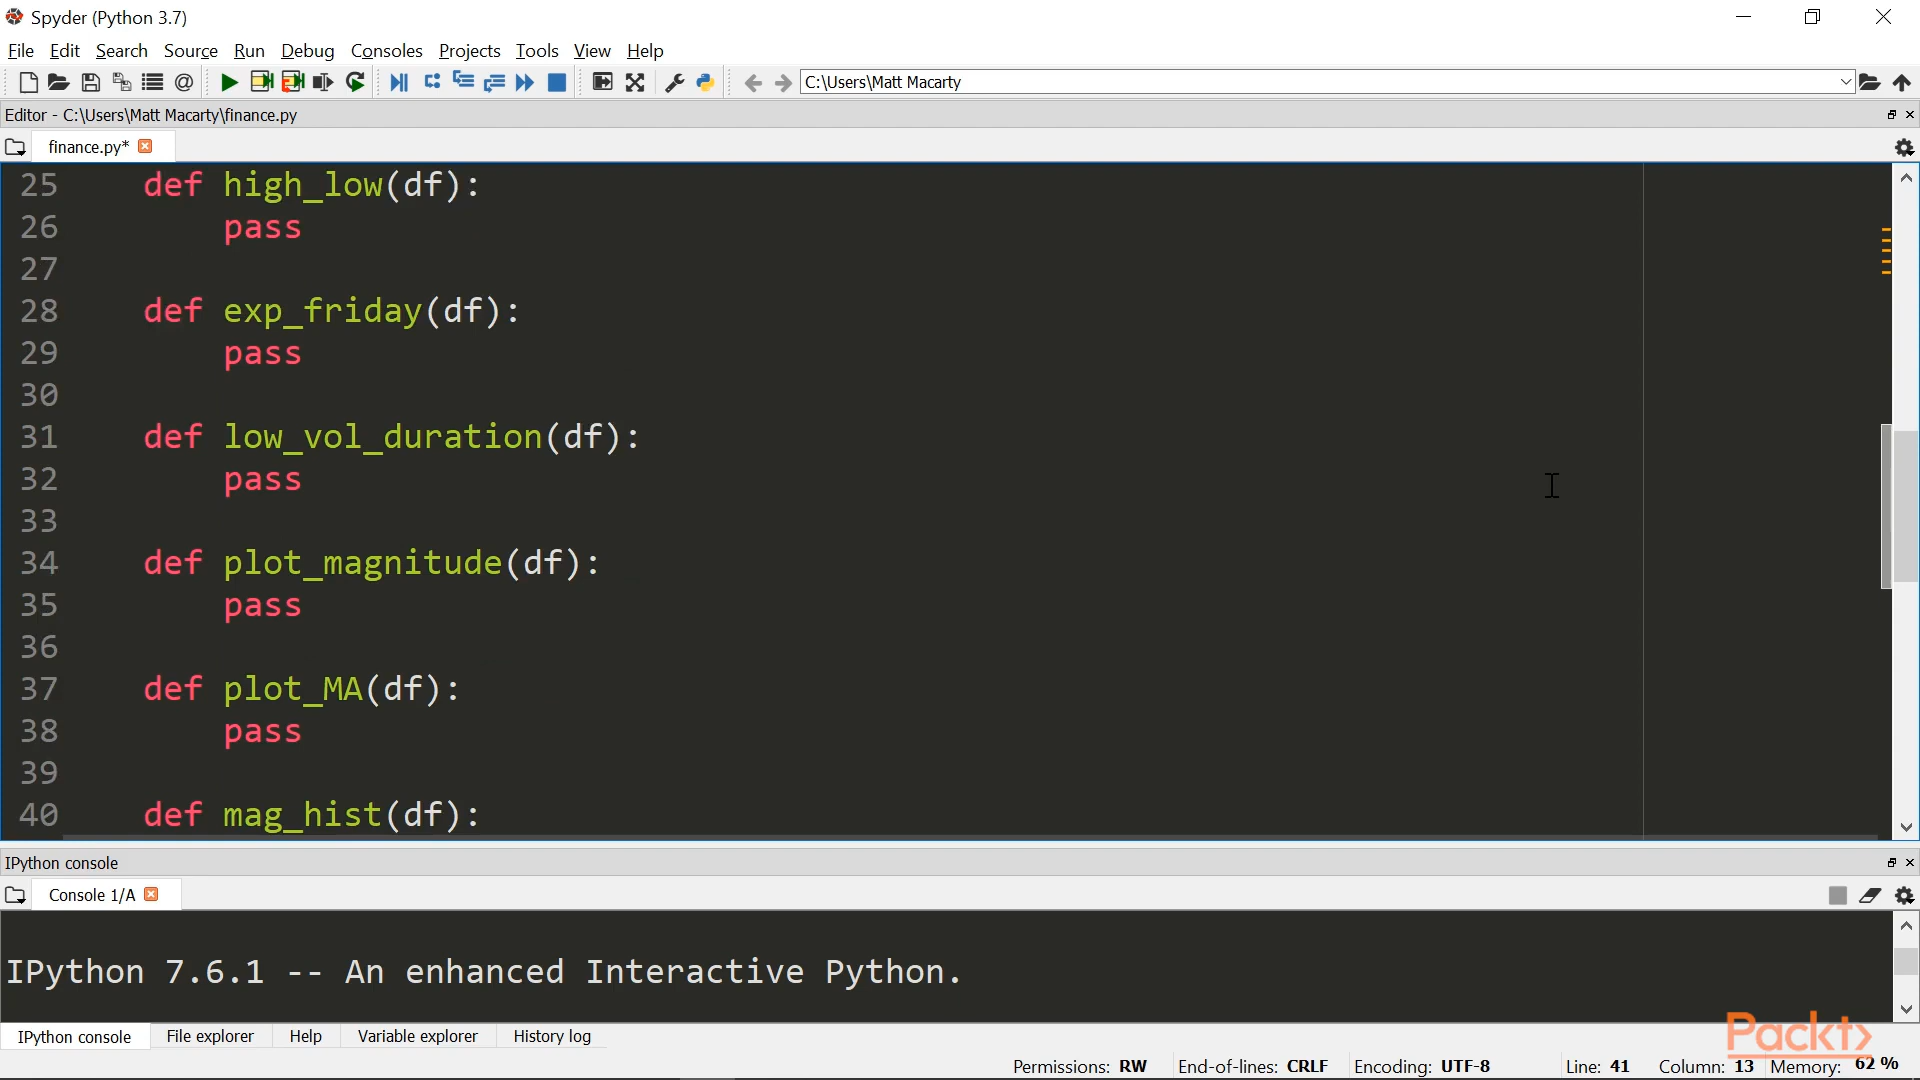 Spyder (Python 3.7)
File Edit Search Source Run Debug Consoles Projects Tools View Help
C:\Users\Matt Macarty
Editor - C:\Users\Matt Macarty\finance.py
finance.py*
25 def high_low(df):
26 pass
27
28 def exp_friday(df):
29 pass
30
31 def low_vol_duration(df):
32 pass
33
34 def plot_magnitude(df):
35 pass
36
37 def plot_MA(df):
38 pass
39
40 def mag_hist(df):
IPython console
Console 1/A
IPython 7.6.1 -- An enhanced Interactive Python.
Packt>
IPython console File explorer Help Variable explorer History log
Permissions: RW End-of-lines: CRLF Encoding: UTF-8 Line: 41 Column: 13 Memory: 62 %